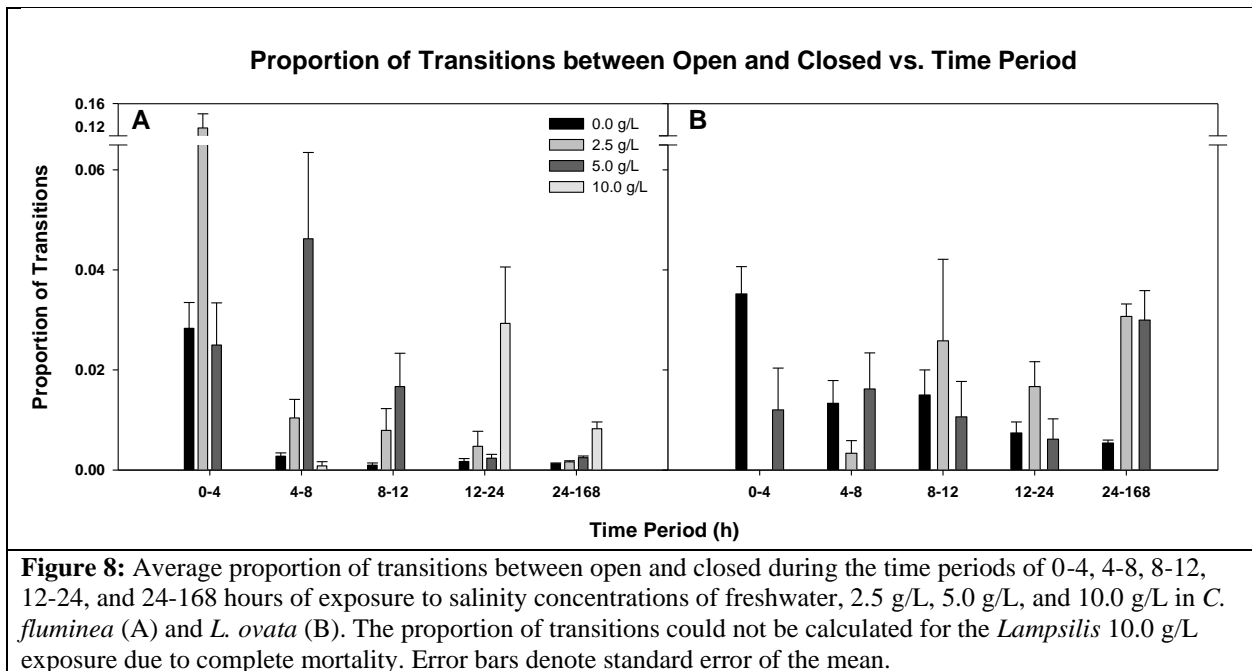 Proportion of Transitions between Open and Closed vs. Time Period
A
B
0.0 g/L
2.5 g/L
5.0 g/L
10.0 g/L
Proportion of Transitions
0.16
0.12
0.06
0.04
0.02
0.00
0-4 4-8 8-12 12-24 24-168 0-4 4-8 8-12 12-24 24-168
Time Period (h)
Figure 8: Average proportion of transitions between open and closed during the time periods of 0-4, 4-8, 8-12,
12-24, and 24-168 hours of exposure to salinity concentrations of freshwater, 2.5 g/L, 5.0 g/L, and 10.0 g/L in C.
fluminea (A) and L. ovata (B). The proportion of transitions could not be calculated for the Lampsilis 10.0 g/L
exposure due to complete mortality. Error bars denote standard error of the mean.